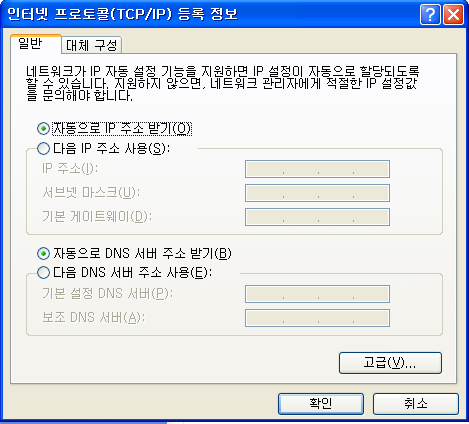 인터넷 프로토콜(TCP/IP) 등록 정보
일반 대체 구성
네트워크가 IP 자동 설정 기능을 지원하면 IP 설정이 자동으로 할당되도록
할 수 있습니다. 지원하지 않으면, 네트워크 관리자에게 적절한 IP 설정값
을 문의해야 합니다.
자동으로 IP 주소 받기(O)
다음 IP 주소 사용(S):
IP 주소(I):
서브넷 마스크(U):
기본 게이트웨이(D):
자동으로 DNS 서버 주소 받기(B)
다음 DNS 서버 주소 사용(E):
기본 설정 DNS 서버(P):
보조 DNS 서버(A):
고급(V)...
확인 취소